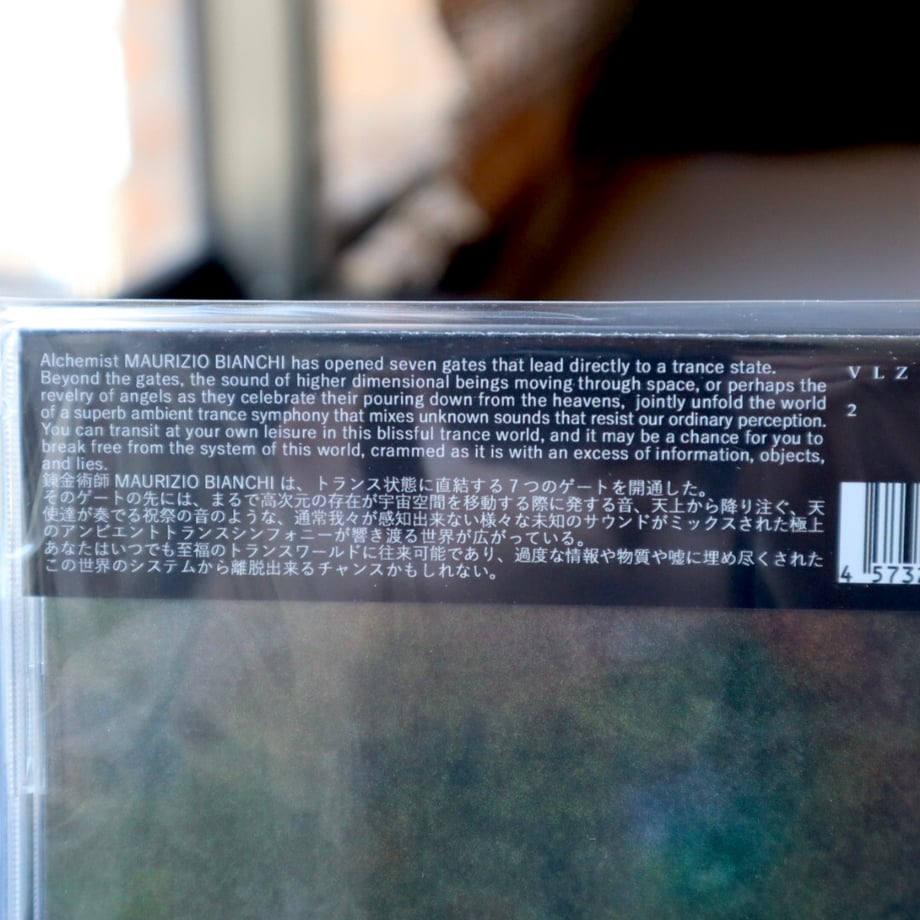 Alchemist MAURIZIO BIANCHI has opened seven gates that lead directly to a trance state.
Beyond the gates, the sound of higher dimensional beings moving through space, or perhaps the
revelry of angels as they celebrate their pouring down from the heavens, jointly unfold the world
of a superb ambient trance symphony that mixes unknown sounds that resist our ordinary perception.
You can transit at your own leisure in this blissful trance world, and it may be a chance for you to
break free from the system of this world, crammed as it is with an excess of information, objects,
and lies.
錬金術師 MAURIZIO BIANCHI は、トランス状態に直結する7つのゲートを開通した。
そのゲートの先には、まるで高次元の存在が宇宙空間を移動する際に発する音、天上から降り注ぐ、天
使達が奏でる祝祭の音のような、通常我々が感知出来ない様々な未知のサウンドがミックスされた極上
のアンビエントトランスシンフォニーが響き渡る世界が広がっている。
あなたはいつでも至福のトランスワールドに往来可能であり、過度な情報や物質や嘘に埋め尽くされた
この世界のシステムから離脱出来るチャンスかもしれない。
V L Z
2
4 573